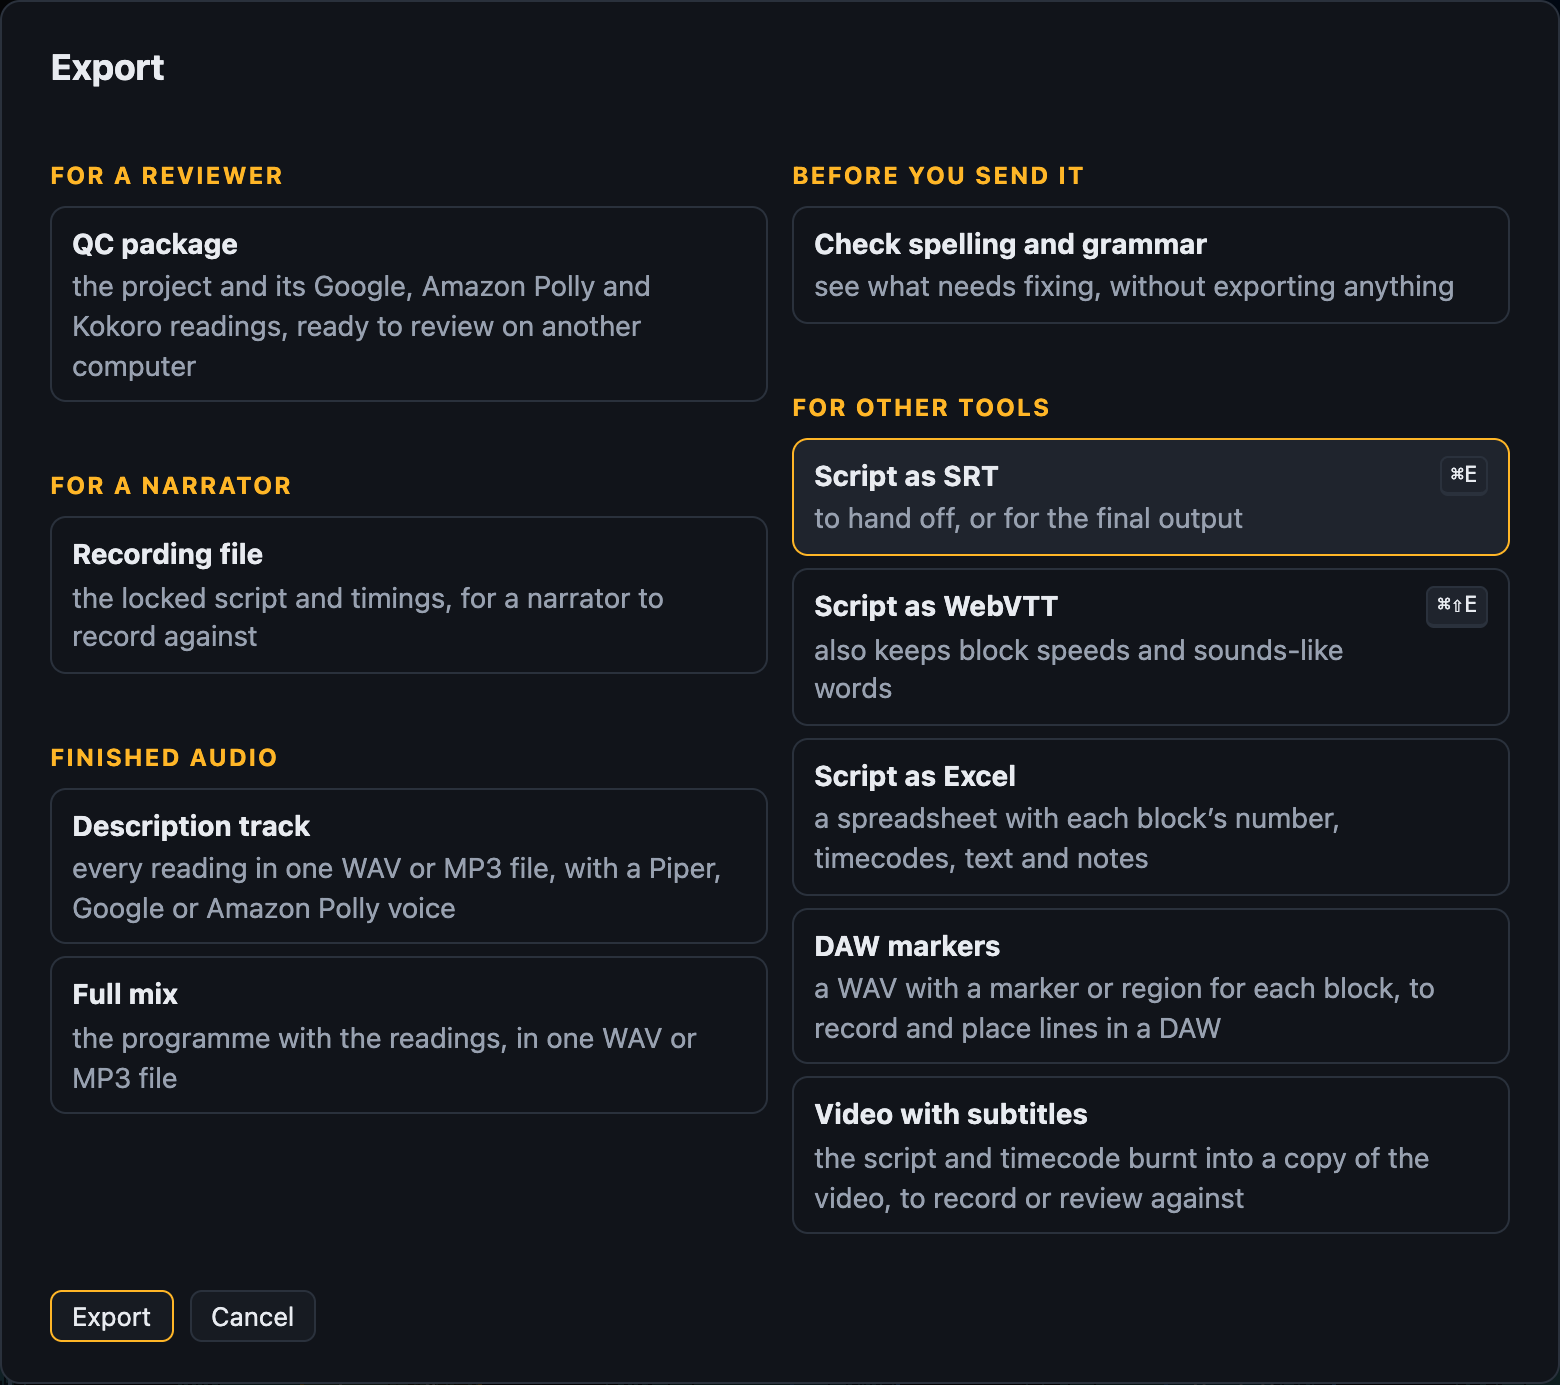 Export
FOR A REVIEWER
QC package
the project and its Google, Amazon Polly and
Kokoro readings, ready to review on another
computer
FOR A NARRATOR
Recording file
the locked script and timings, for a narrator to
record against
FINISHED AUDIO
Description track
every reading in one WAV or MP3 file, with a Piper,
Google or Amazon Polly voice
Full mix
the programme with the readings, in one WAV or
MP3 file
BEFORE YOU SEND IT
Check spelling and grammar
see what needs fixing, without exporting anything
FOR OTHER TOOLS
Script as SRT ⌘E
to hand off, or for the final output
Script as WebVTT ⌘⇧E
also keeps block speeds and sounds-like
words
Script as Excel
a spreadsheet with each block’s number,
timecodes, text and notes
DAW markers
a WAV with a marker or region for each block, to
record and place lines in a DAW
Video with subtitles
the script and timecode burnt into a copy of the
video, to record or review against
Export Cancel